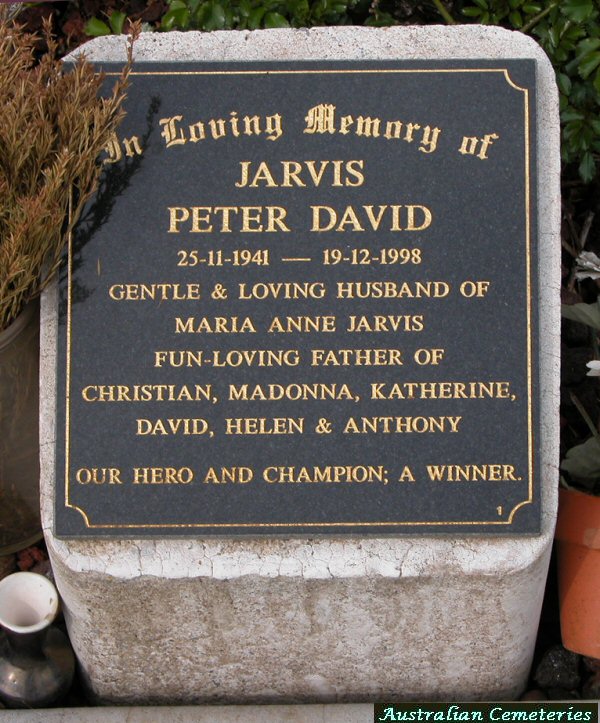 In Loving Memory of
JARVIS
PETER DAVID
25-11-1941 — 19-12-1998
GENTLE & LOVING HUSBAND OF
MARIA ANNE JARVIS
FUN-LOVING FATHER OF
CHRISTIAN, MADONNA, KATHERINE,
DAVID, HELEN & ANTHONY
OUR HERO AND CHAMPION; A WINNER.
1
Australian Cemeteries